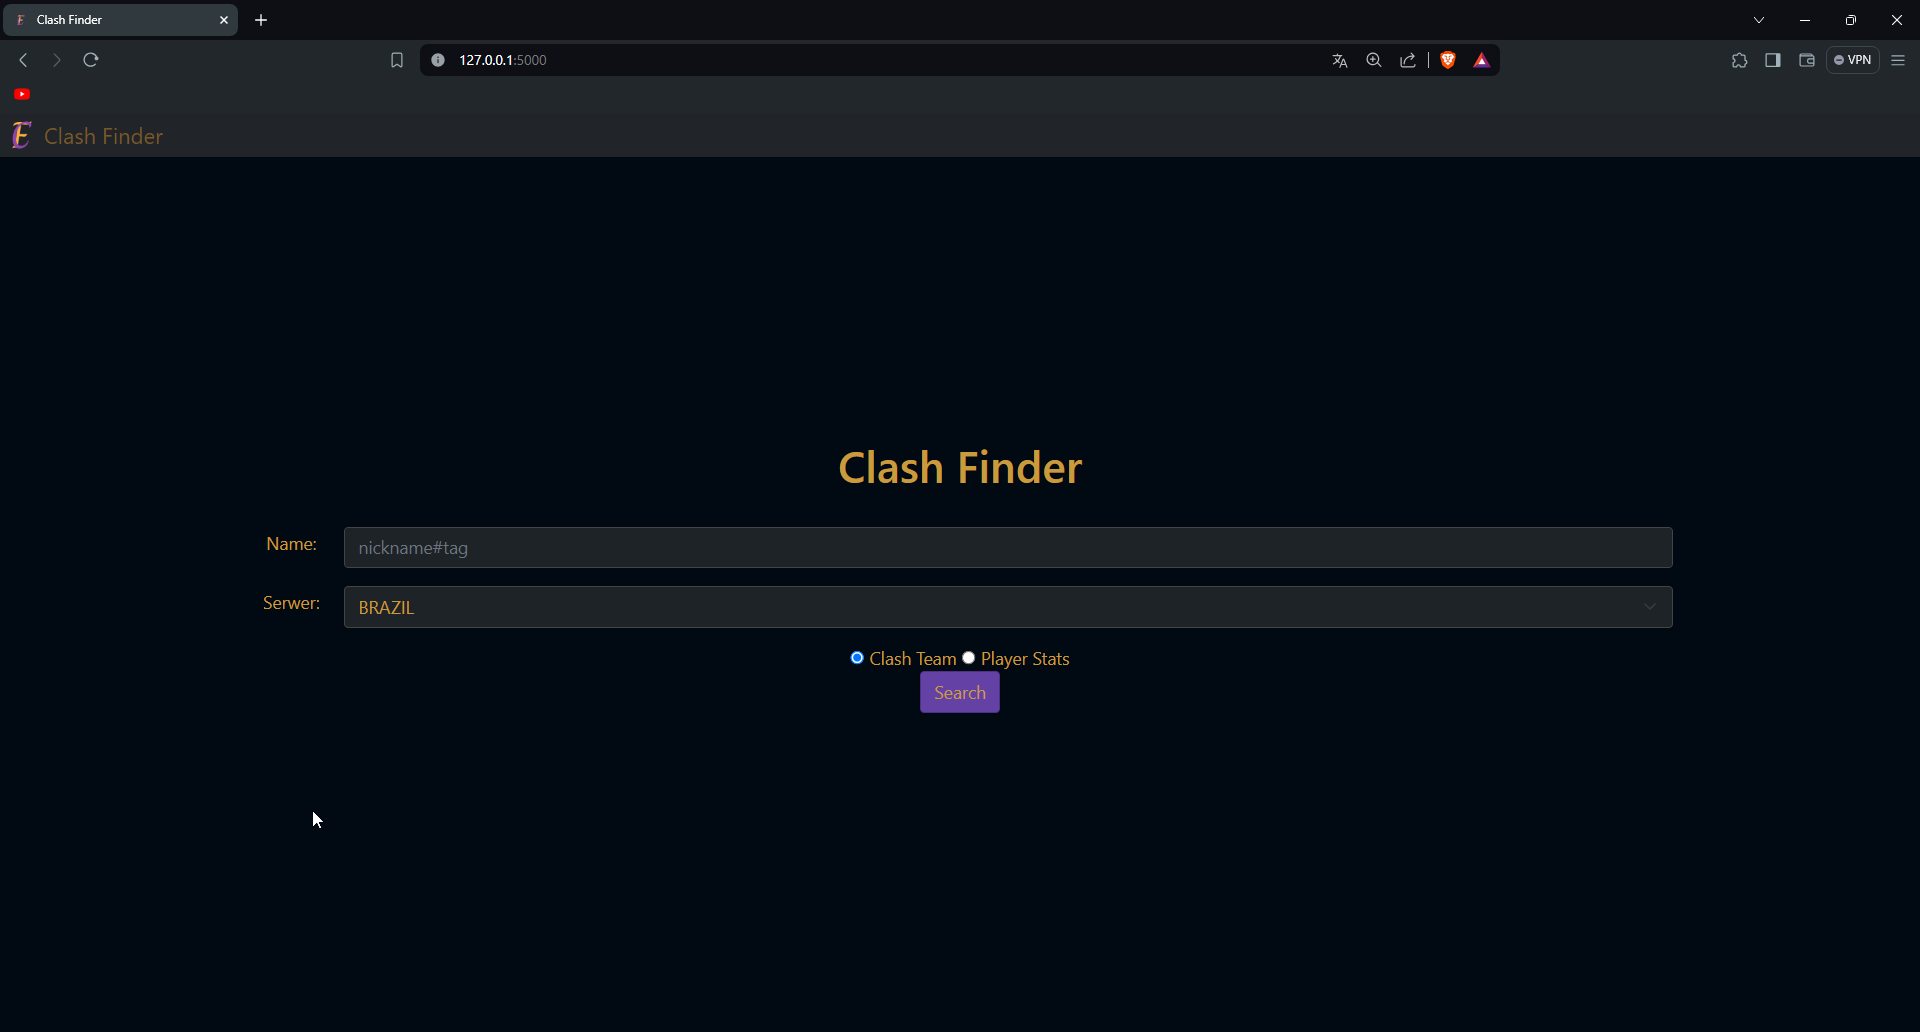 Clash Finder
127.0.0.1:5000
VPN
Clash Finder
Clash Finder
Name: nickname#tag
Serwer: BRAZIL
Clash Team Player Stats
Search